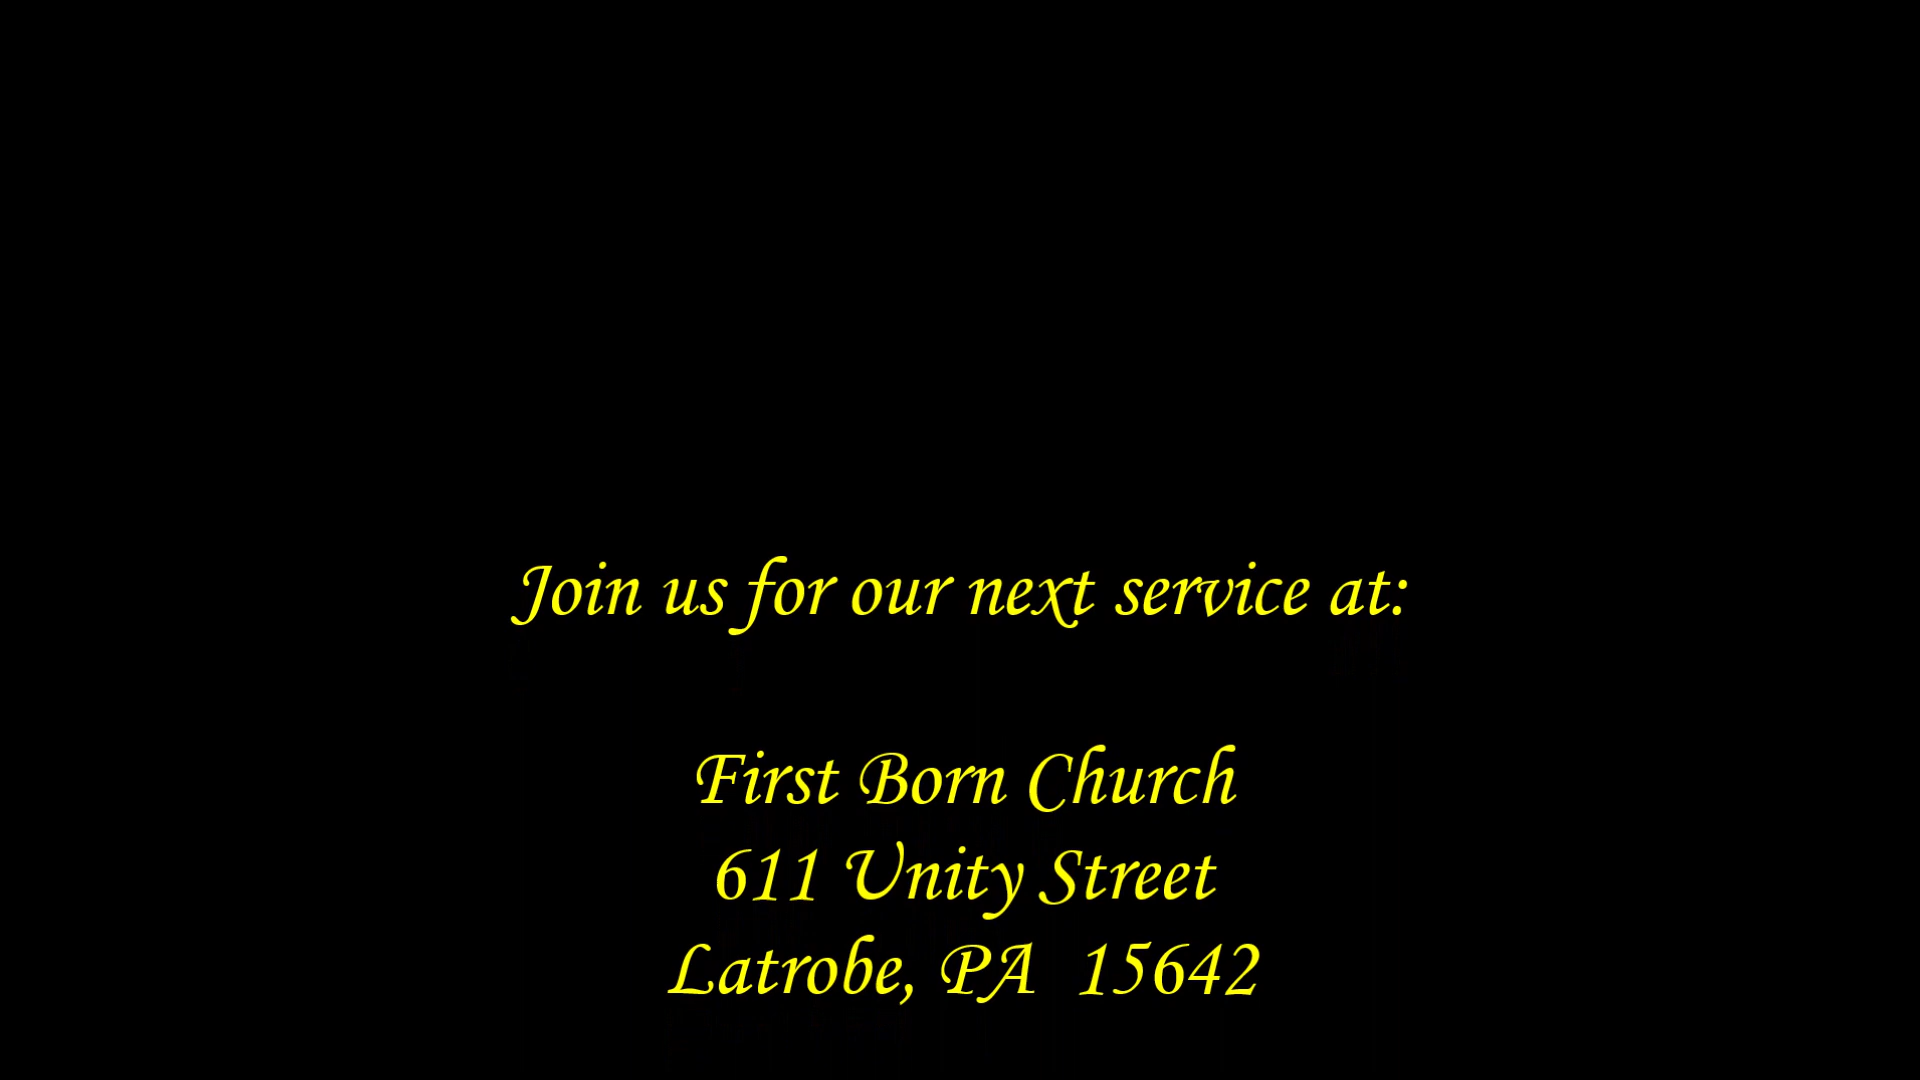 Join us for our next service at:
First Born Church
611 Unity Street
Latrobe, PA  15642